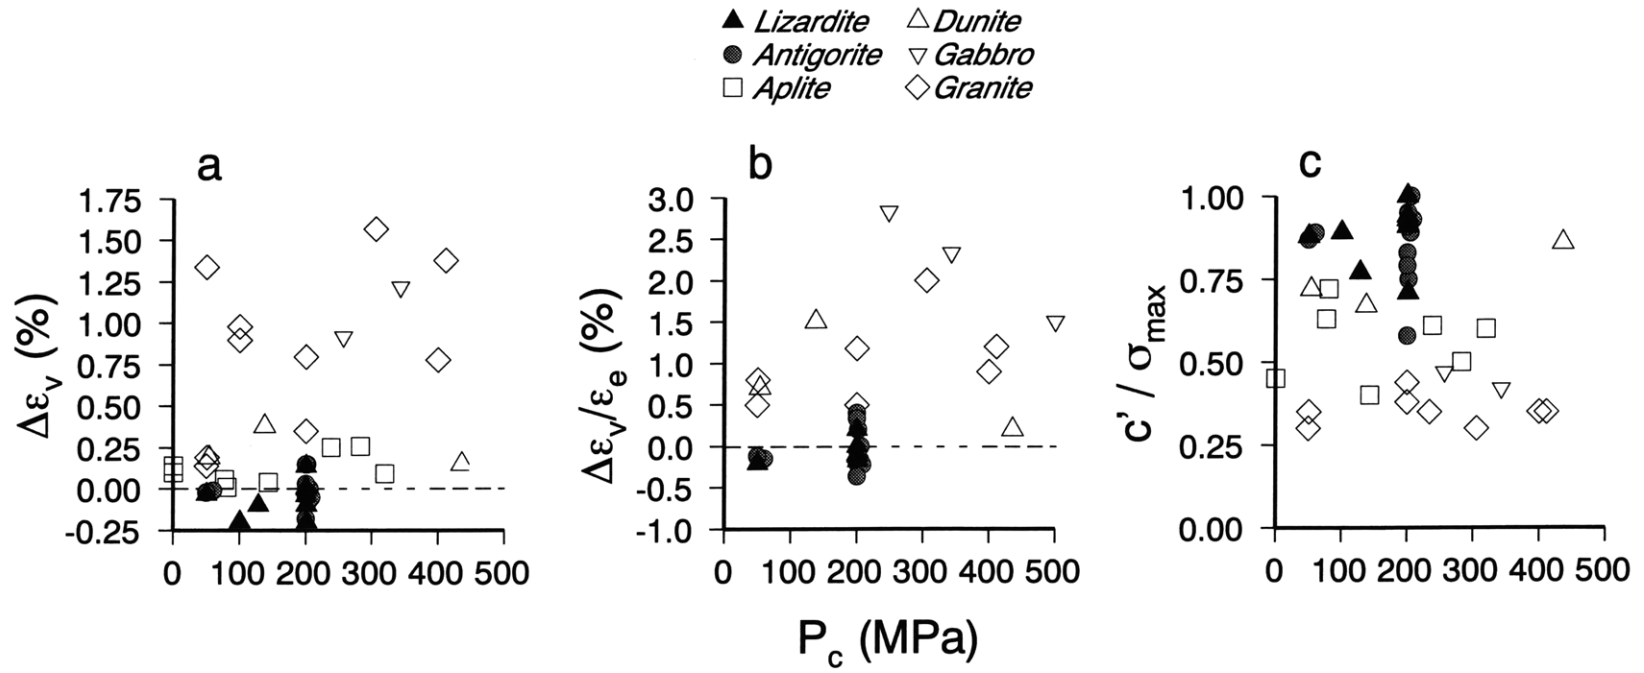 Lizardite Dunite
Antigorite Gabbro
Aplite Granite
a
1.75
1.50
1.25
1.00
0.75
0.50
0.25
0.00
-0.25
Δεv (%)
0 100 200 300 400 500
b
3.0
2.5
2.0
1.5
1.0
0.5
0.0
-0.5
-1.0
Δεv/εe (%)
0 100 200 300 400 500
c
1.00
0.75
0.50
0.25
0.00
c' / σmax
0 100 200 300 400 500
Pc (MPa)